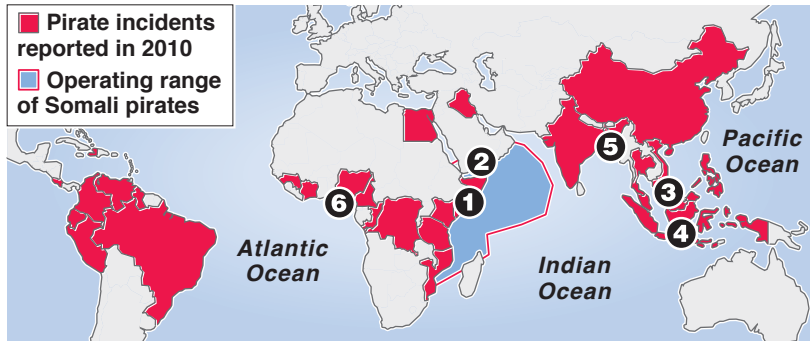 Pirate incidents
reported in 2010
Operating range
of Somali pirates
Pacific
Ocean
5
2
6
1
3
4
Atlantic
Ocean
Indian
Ocean